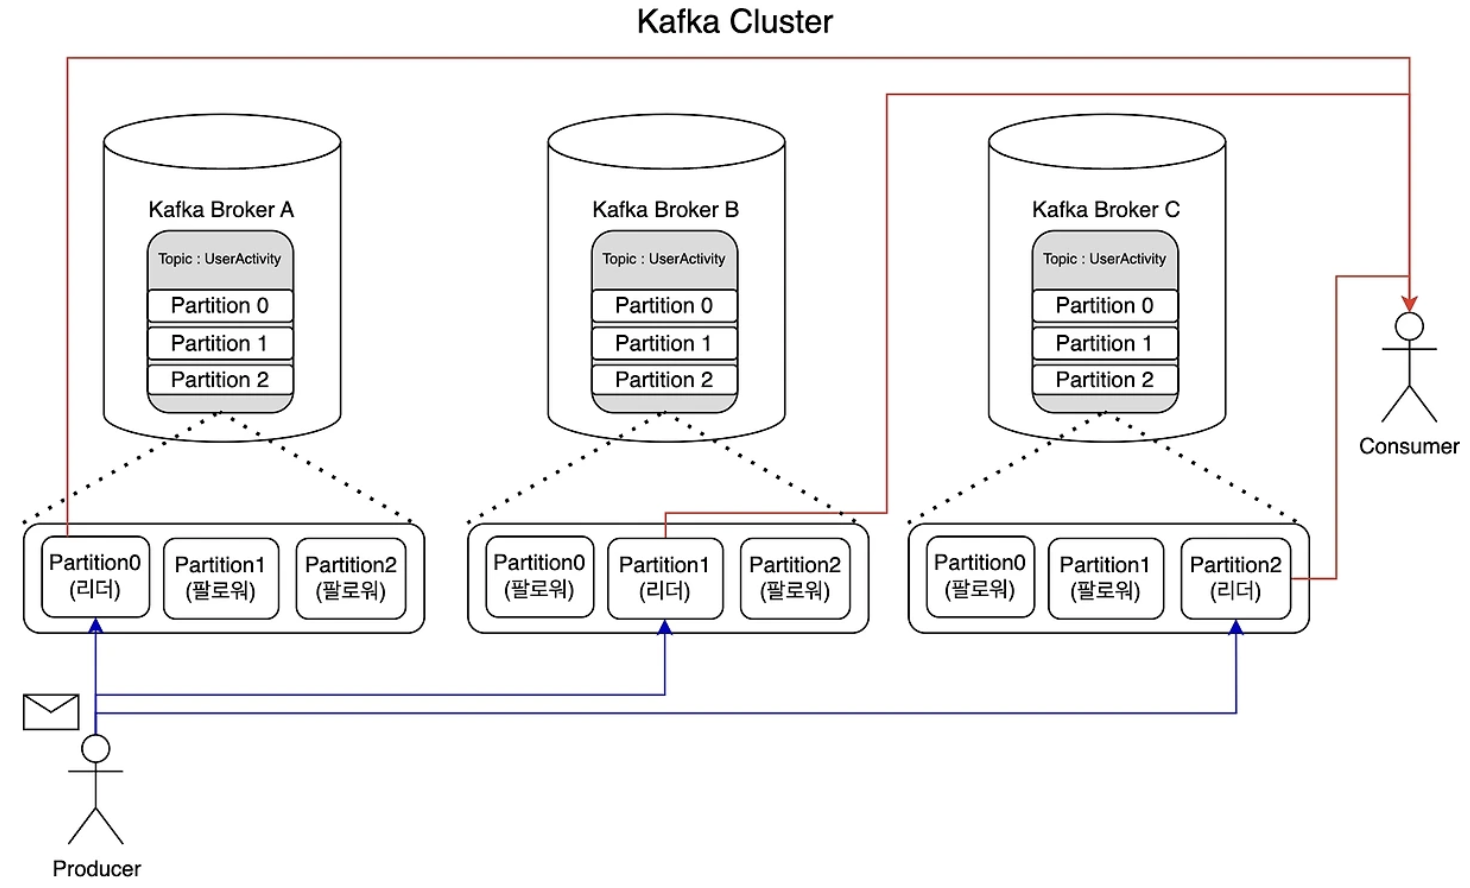 Kafka Cluster
Kafka Broker A
Topic : UserActivity
Partition 0
Partition 1
Partition 2
Kafka Broker B
Topic : UserActivity
Partition 0
Partition 1
Partition 2
Kafka Broker C
Topic : UserActivity
Partition 0
Partition 1
Partition 2
Consumer
Partition0
(리더)
Partition1
(팔로워)
Partition2
(팔로워)
Partition0
(팔로워)
Partition1
(리더)
Partition2
(팔로워)
Partition0
(팔로워)
Partition1
(팔로워)
Partition2
(리더)
Producer